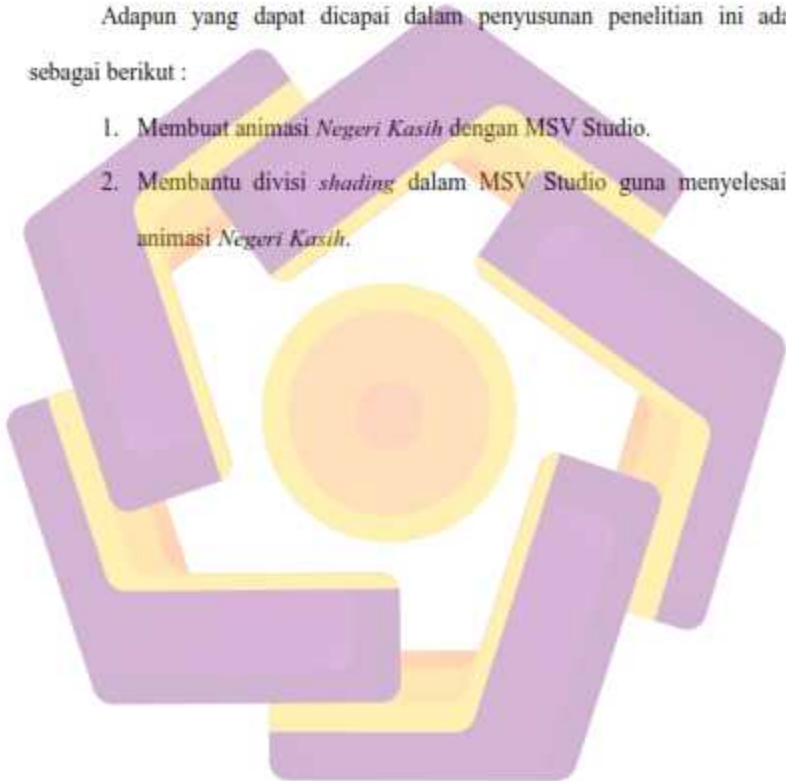 Adapun yang dapat dicapai dalam penyusunan penelitian ini ada
sebagai berikut :
1. Membuat animasi Negeri Kasih dengan MSV Studio.
2. Membantu divisi shading dalam MSV Studio guna menyelesai
animasi Negeri Kasih.